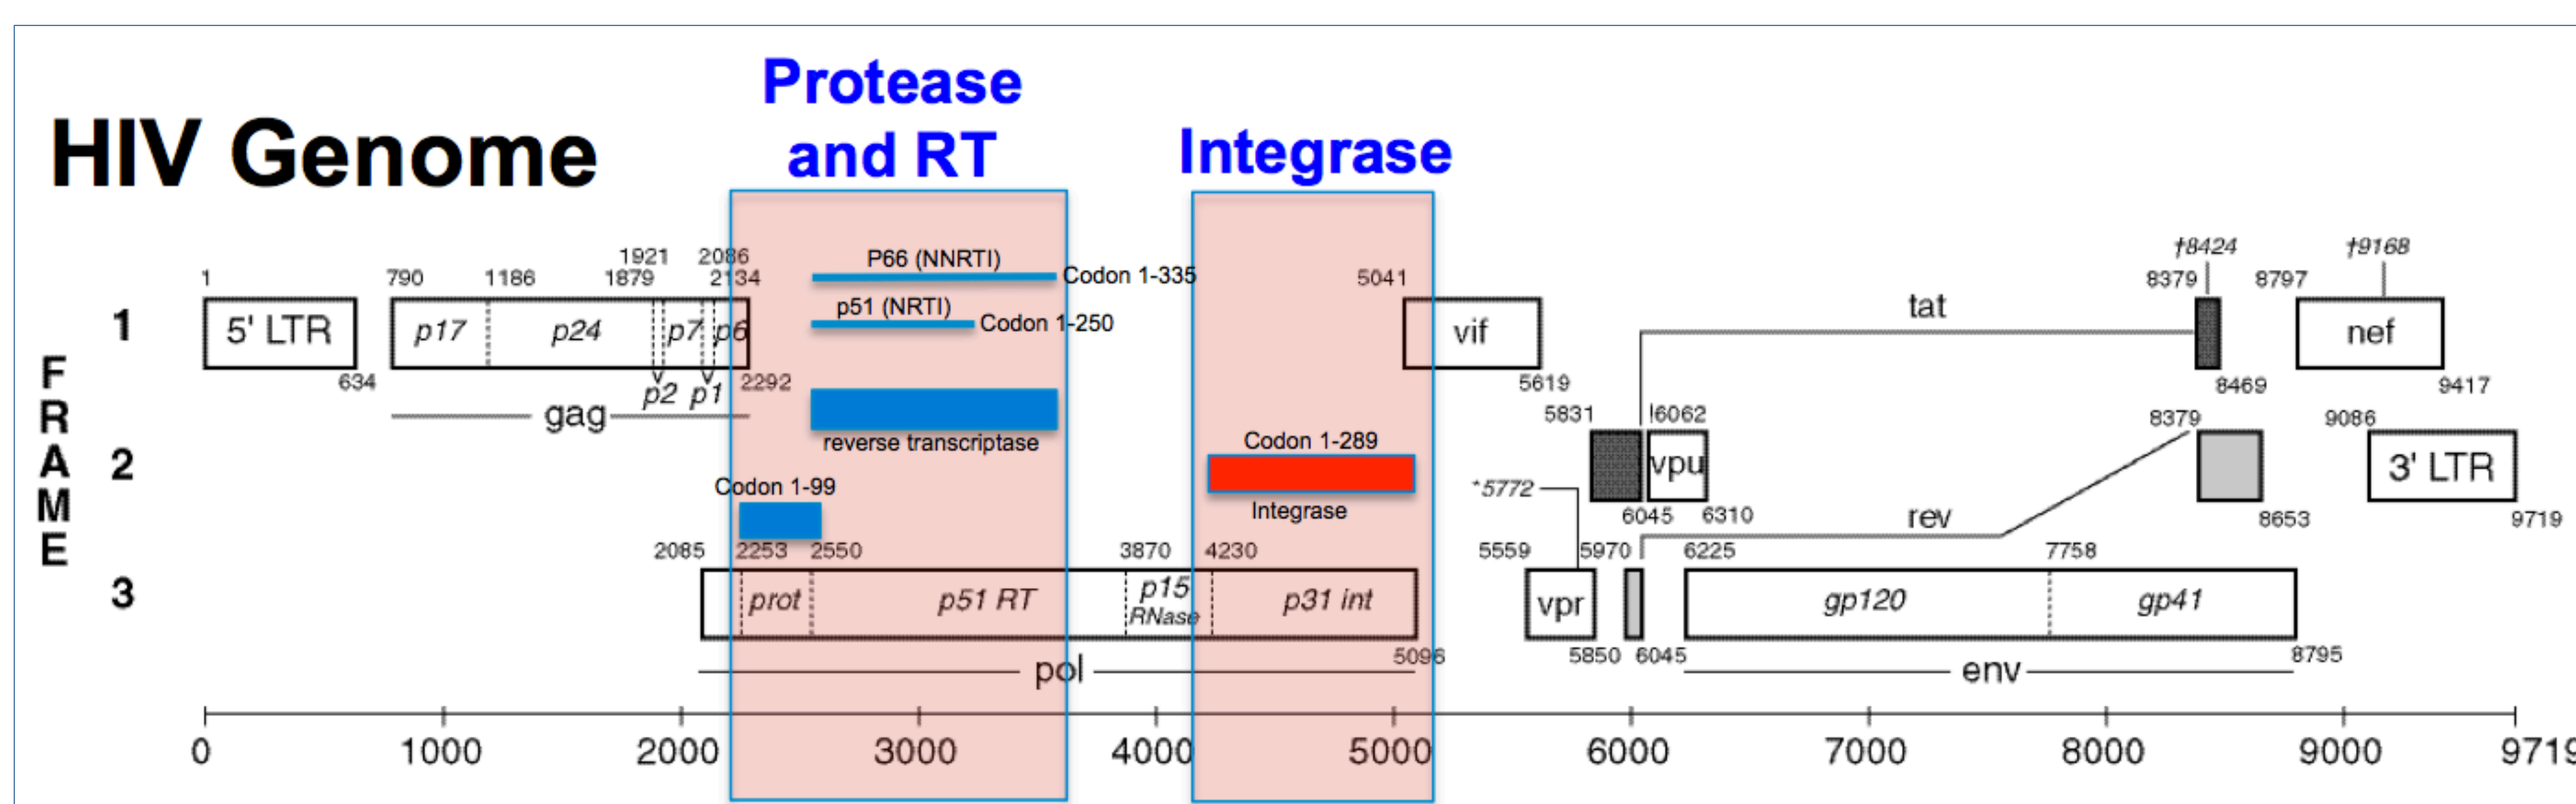 Protease
and RT
HIV Genome
Integrase
1921 2086
†8424 †9168
P66 (NNRTI)
1 790 1186 1879 2134
Codon 1-335
5041
8379 8797
p51 (NRTI)
Codon 1-250
tat
1
5' LTR p17 p24 p7 p6
vif
nef
634
p2 p1
2292
5619
8469 9417
gag
5831 !6062
8379 9086
reverse transcriptase
Codon 1-289
FRAME
2
vpu
3' LTR
Codon 1-99
*5772
Integrase
6045 6310
rev
8653 9719
2085 2253 2550 3870 4230
5559 5970 6225 7758
3
prot p51 RT p15 RNase p31 int
vpr gp120 gp41
5096
5850 6045 8795
pol
env
0 1000 2000 3000 4000 5000 6000 7000 8000 9000 9719